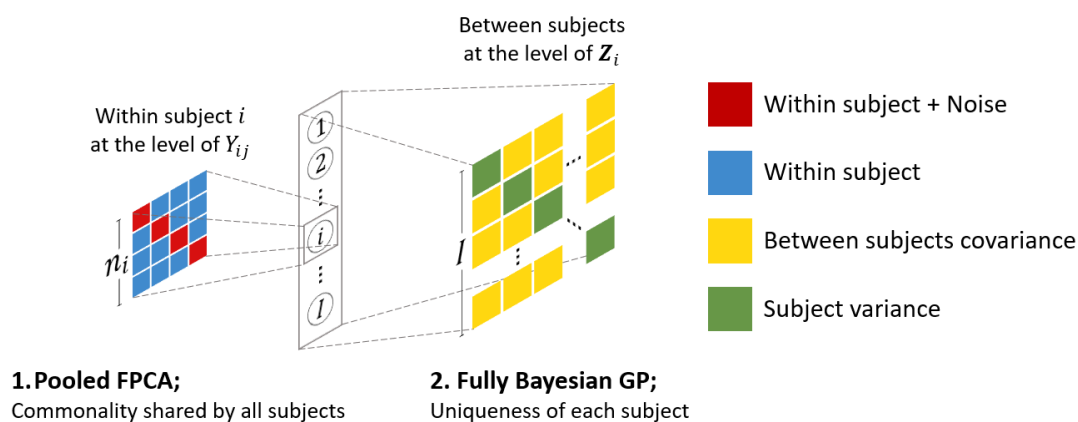 Between subjects
at the level of Z_i
Within subject i
at the level of Y_ij
1
2
⋮
i
⋮
I
n_i
I
...
⋱
⋮
Within subject + Noise
Within subject
Between subjects covariance
Subject variance
1. Pooled FPCA;
Commonality shared by all subjects
2. Fully Bayesian GP;
Uniqueness of each subject